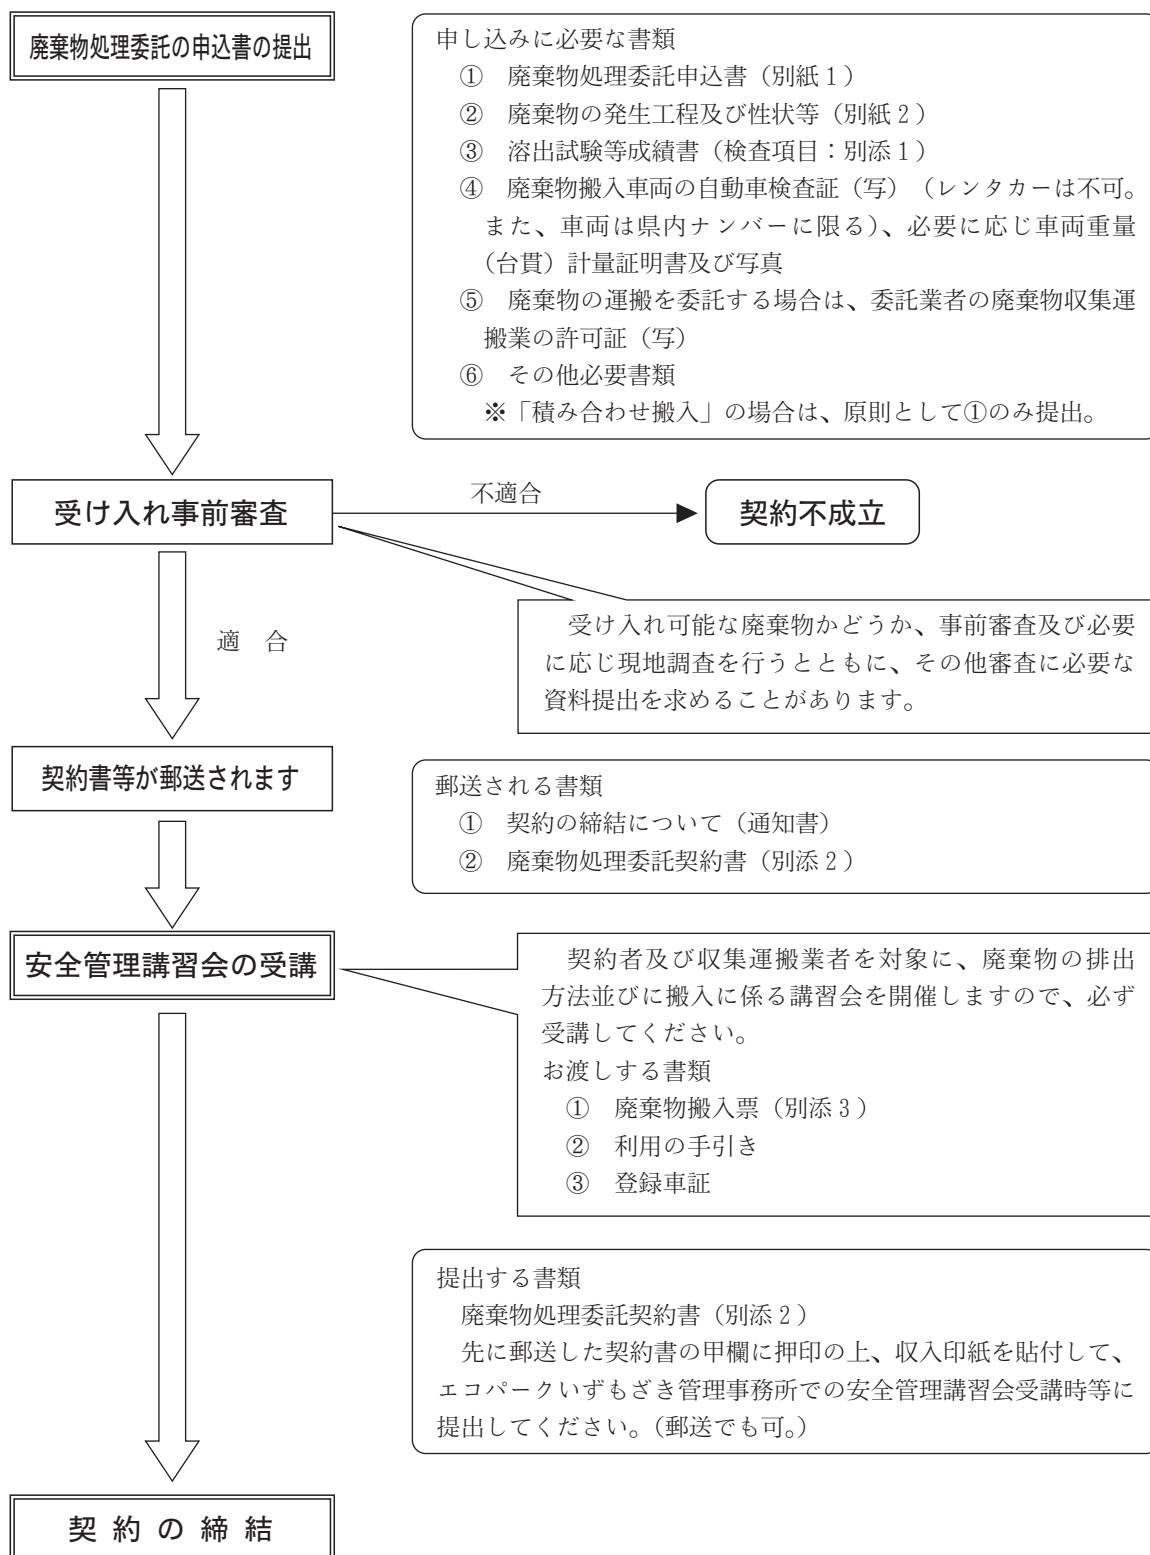 廃棄物処理委託の申込書の提出
申し込みに必要な書類
① 廃棄物処理委託申込書（別紙1）
② 廃棄物の発生工程及び性状等（別紙2）
③ 溶出試験等成績書（検査項目：別添1）
④ 廃棄物搬入車両の自動車検査証（写）（レンタカーは不可。
また、車両は県内ナンバーに限る）、必要に応じ車両重量
（台貫）計量証明書及び写真
⑤ 廃棄物の運搬を委託する場合は、委託業者の廃棄物収集運
搬業の許可証（写）
⑥ その他必要書類
※「積み合わせ搬入」の場合は、原則として①のみ提出。
受け入れ事前審査
不適合
契約不成立
適 合
受け入れ可能な廃棄物かどうか、事前審査及び必要
に応じ現地調査を行うとともに、その他審査に必要な
資料提出を求めることがあります。
契約書等が郵送されます
郵送される書類
① 契約の締結について（通知書）
② 廃棄物処理委託契約書（別添2）
安全管理講習会の受講
契約者及び収集運搬業者を対象に、廃棄物の排出
方法並びに搬入に係る講習会を開催しますので、必ず
受講してください。
お渡しする書類
① 廃棄物搬入票（別添3）
② 利用の手引き
③ 登録車証
提出する書類
廃棄物処理委託契約書（別添2）
先に郵送した契約書の甲欄に押印の上、収入印紙を貼付して、
エコパークいずもざき管理事務所での安全管理講習会受講時等に
提出してください。（郵送でも可。）
契 約 の 締 結